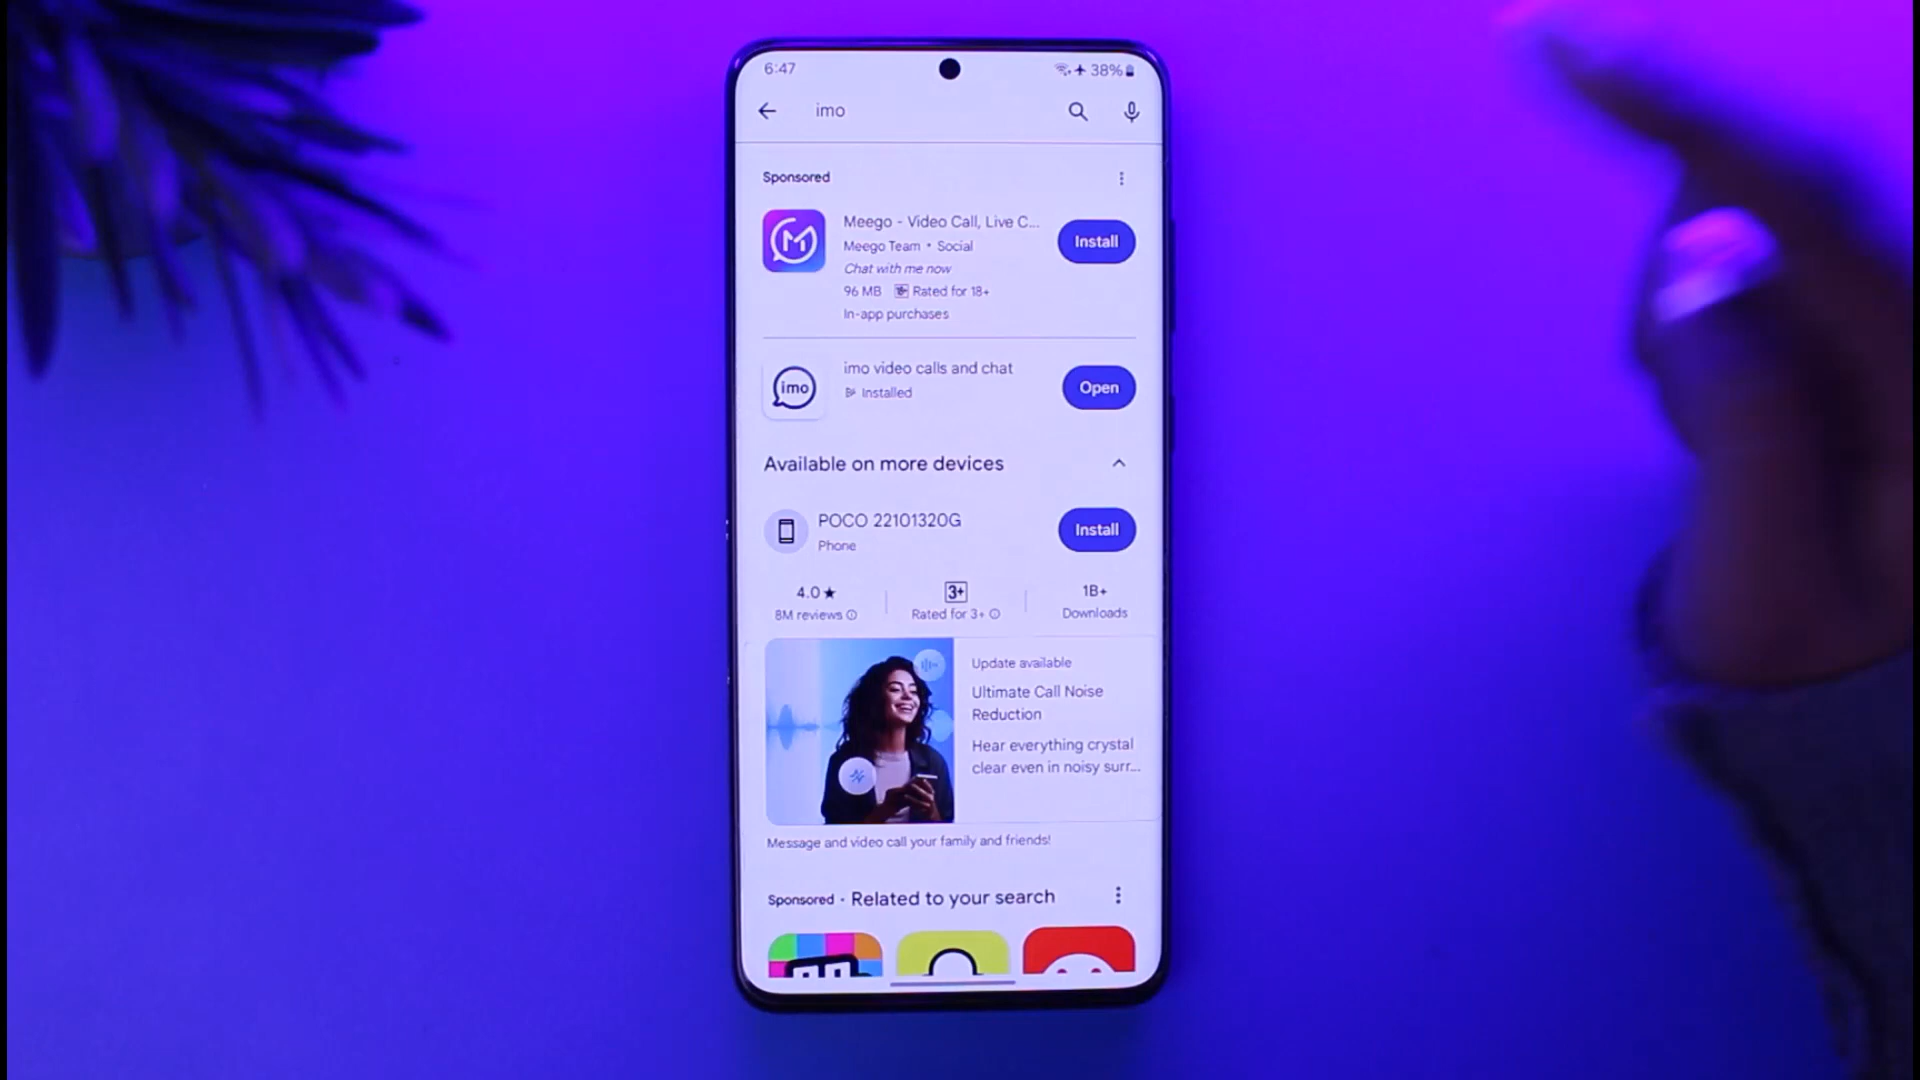 6:47
38%
imo
Sponsored
Meego - Video Call, Live C...
Meego Team • Social
Install
Chat with me now
96 MB Rated for 18+
In-app purchases
imo
imo video calls and chat
Installed
Open
Available on more devices
POCO 22101320G
Phone
Install
4.0★
8M reviews
3+
Rated for 3+
1B+
Downloads
Update available
Ultimate Call Noise
Reduction
Hear everything crystal
clear even in noisy surr...
Message and video call your family and friends!
Sponsored · Related to your search